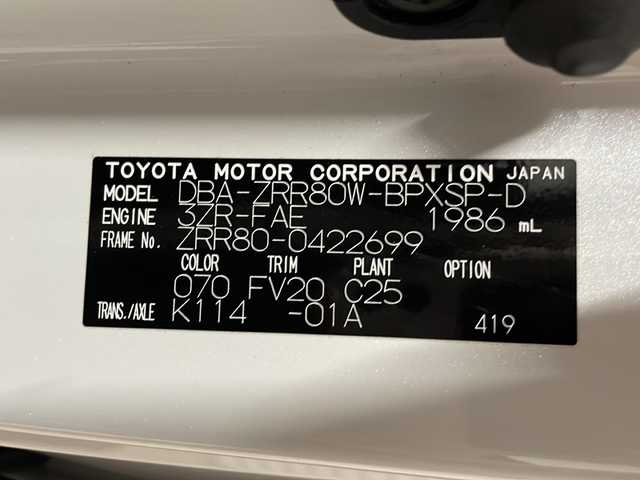 TOYOTA MOTOR CORPORATION JAPAN
MODEL DBA-ZRR80W-BPXSP-D
ENGINE 3ZR-FAE 1986 mL
FRAME No. ZRR80-0422699
COLOR TRIM PLANT OPTION
070 FV20 C25
TRANS./AXLE K114 -01A 419